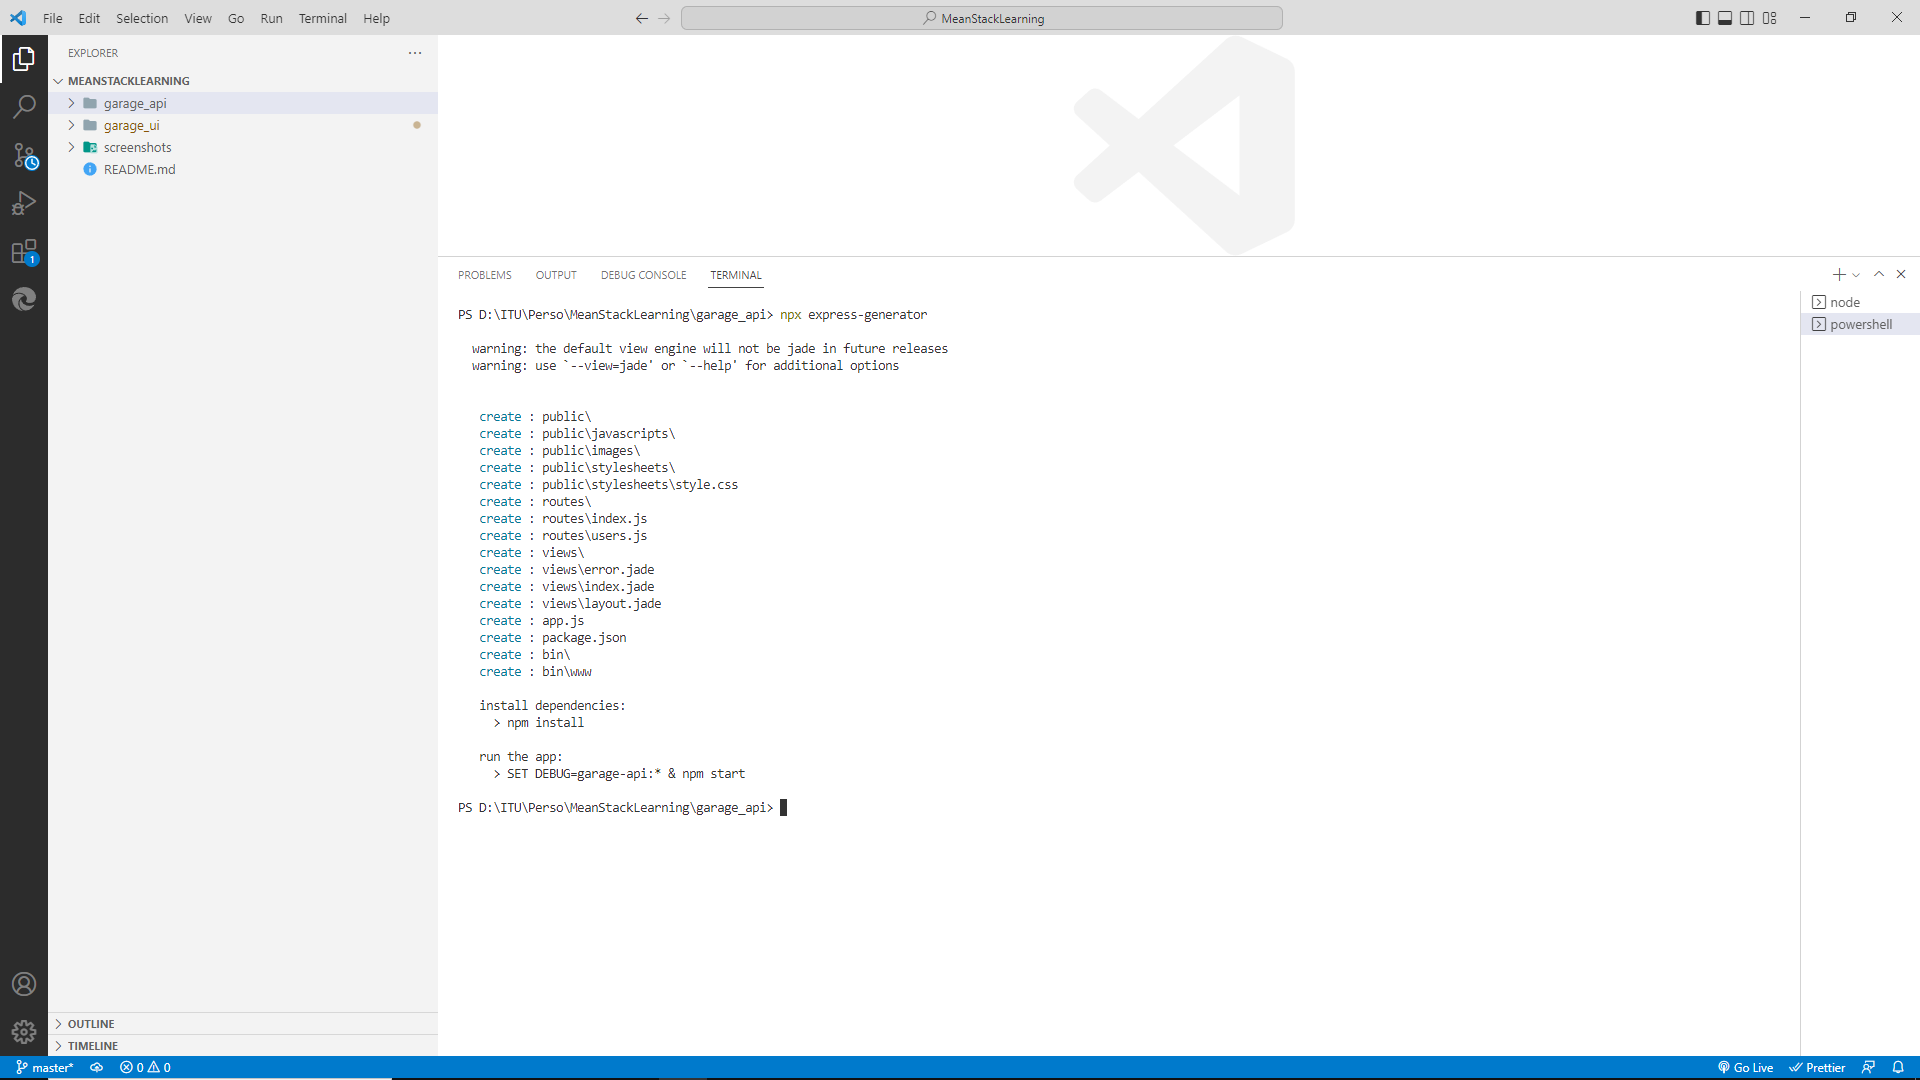 File Edit Selection View Go Run Terminal Help
MeanStackLearning
EXPLORER
MEANSTACKLEARNING
garage_api
garage_ui
screenshots
README.md
1
OUTLINE
TIMELINE
PROBLEMS OUTPUT DEBUG CONSOLE TERMINAL
node
powershell
PS D:\ITU\Perso\MeanStackLearning\garage_api> npx express-generator
warning: the default view engine will not be jade in future releases
warning: use `--view=jade' or `--help' for additional options
create : public\
create : public\javascripts\
create : public\images\
create : public\stylesheets\
create : public\stylesheets\style.css
create : routes\
create : routes\index.js
create : routes\users.js
create : views\
create : views\error.jade
create : views\index.jade
create : views\layout.jade
create : app.js
create : package.json
create : bin\
create : bin\www
install dependencies:
> npm install
run the app:
> SET DEBUG=garage-api:* & npm start
PS D:\ITU\Perso\MeanStackLearning\garage_api>
master* 0 0 Go Live Prettier